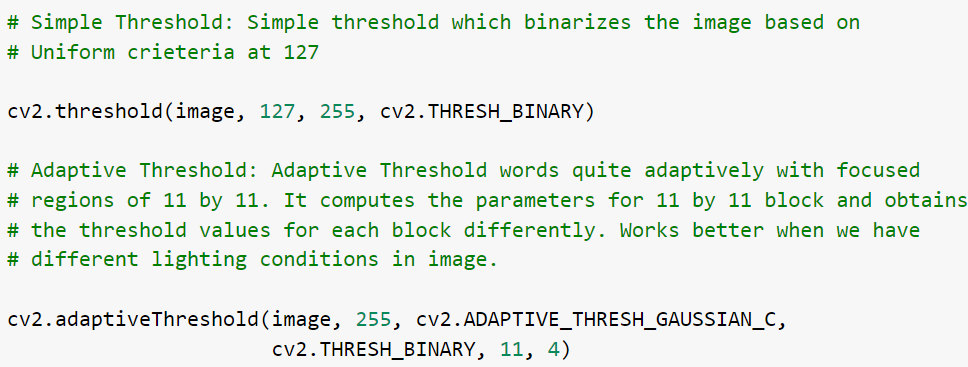 # Simple Threshold: Simple threshold which binarizes the image based on
# Uniform crieteria at 127
cv2.threshold(image, 127, 255, cv2.THRESH_BINARY)
# Adaptive Threshold: Adaptive Threshold words quite adaptively with focused
# regions of 11 by 11. It computes the parameters for 11 by 11 block and obtains
# the threshold values for each block differently. Works better when we have
# different lighting conditions in image.
cv2.adaptiveThreshold(image, 255, cv2.ADAPTIVE_THRESH_GAUSSIAN_C,
cv2.THRESH_BINARY, 11, 4)